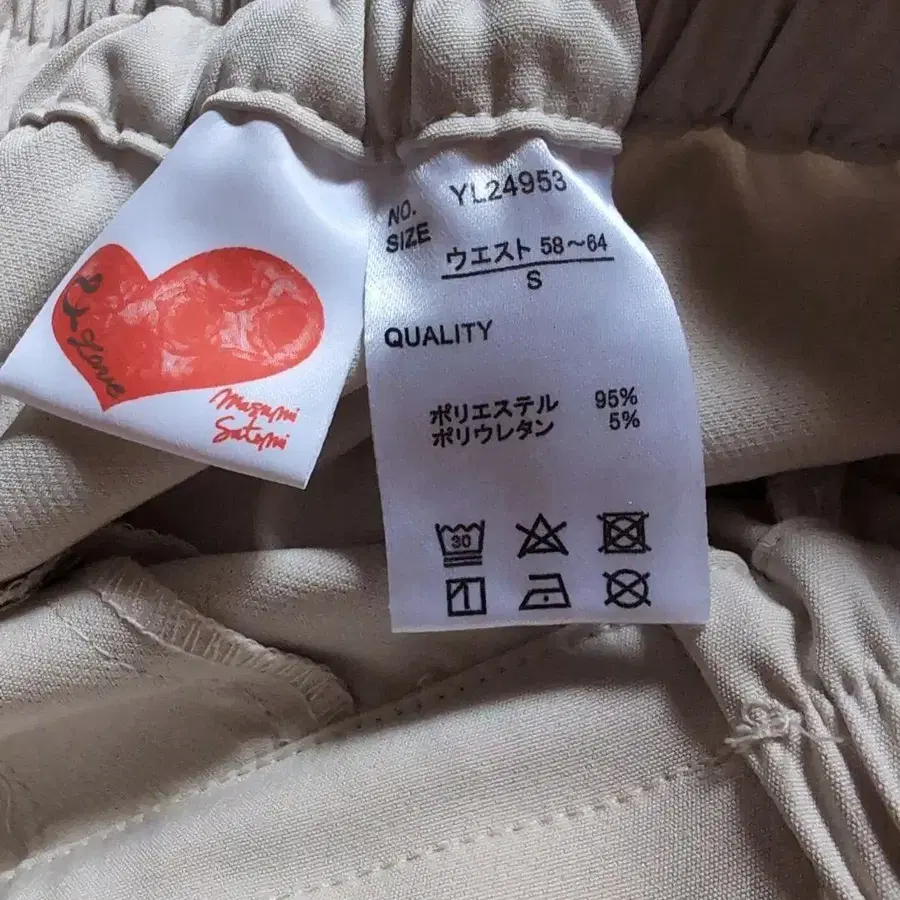 Love
Masami
Satomi
NO. YL24953
SIZE
ウエスト 58～64
S
QUALITY
ポリエステル 95%
ポリウレタン 5%
30